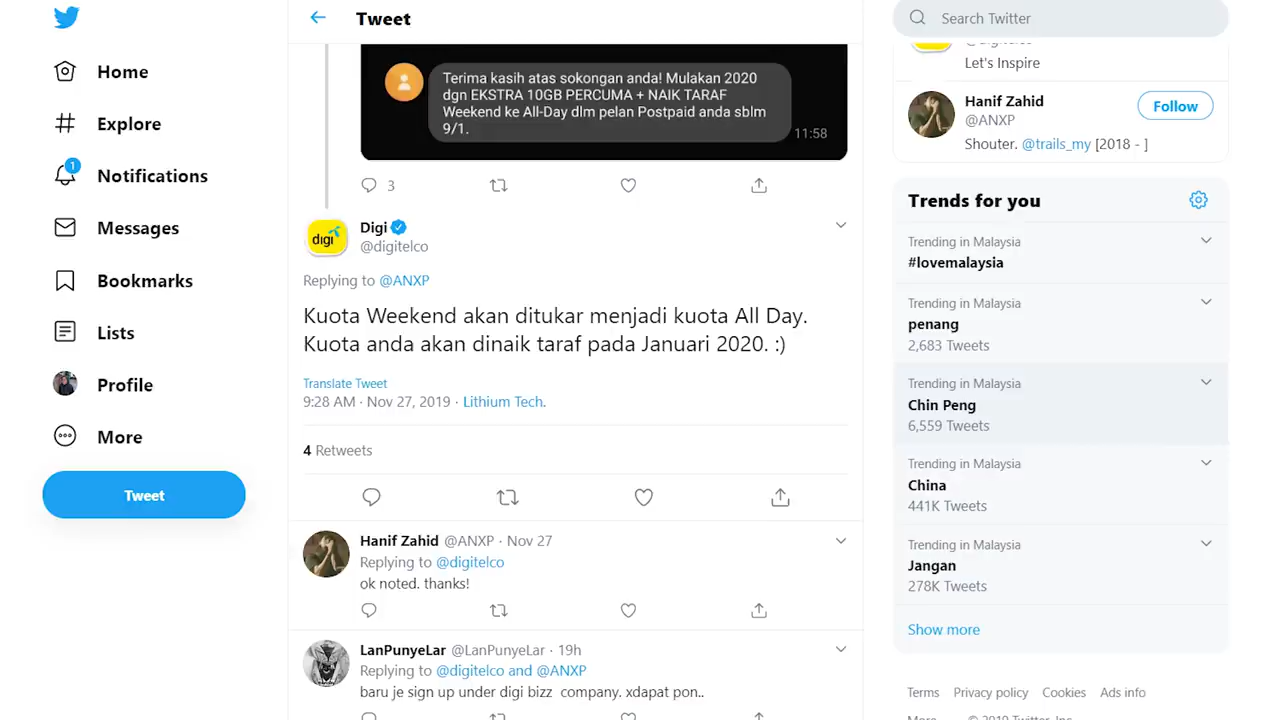 Tweet
Search Twitter
Home
Explore
1
Notifications
Messages
Bookmarks
Lists
Profile
More
Tweet
Terima kasih atas sokongan anda! Mulakan 2020
dgn EKSTRA 10GB PERCUMA + NAIK TARAF
Weekend ke All-Day dlm pelan Postpaid anda sblm
9/1.
11:58
3
digi
Digi
@digitelco
Replying to @ANXP
Kuota Weekend akan ditukar menjadi kuota All Day.
Kuota anda akan dinaik taraf pada Januari 2020. :)
Translate Tweet
9:28 AM · Nov 27, 2019 · Lithium Tech.
4 Retweets
Hanif Zahid @ANXP · Nov 27
Replying to @digitelco
ok noted. thanks!
LanPunyeLar @LanPunyeLar · 19h
Replying to @digitelco and @ANXP
baru je sign up under digi bizz company. xdapat pon..
@digitelco
Let's Inspire
Hanif Zahid
@ANXP
Follow
Shouter. @trails_my [2018 - ]
Trends for you
Trending in Malaysia
#lovemalaysia
Trending in Malaysia
penang
2,683 Tweets
Trending in Malaysia
Chin Peng
6,559 Tweets
Trending in Malaysia
China
441K Tweets
Trending in Malaysia
Jangan
278K Tweets
Show more
Terms Privacy policy Cookies Ads info
More © 2019 Twitter, Inc.